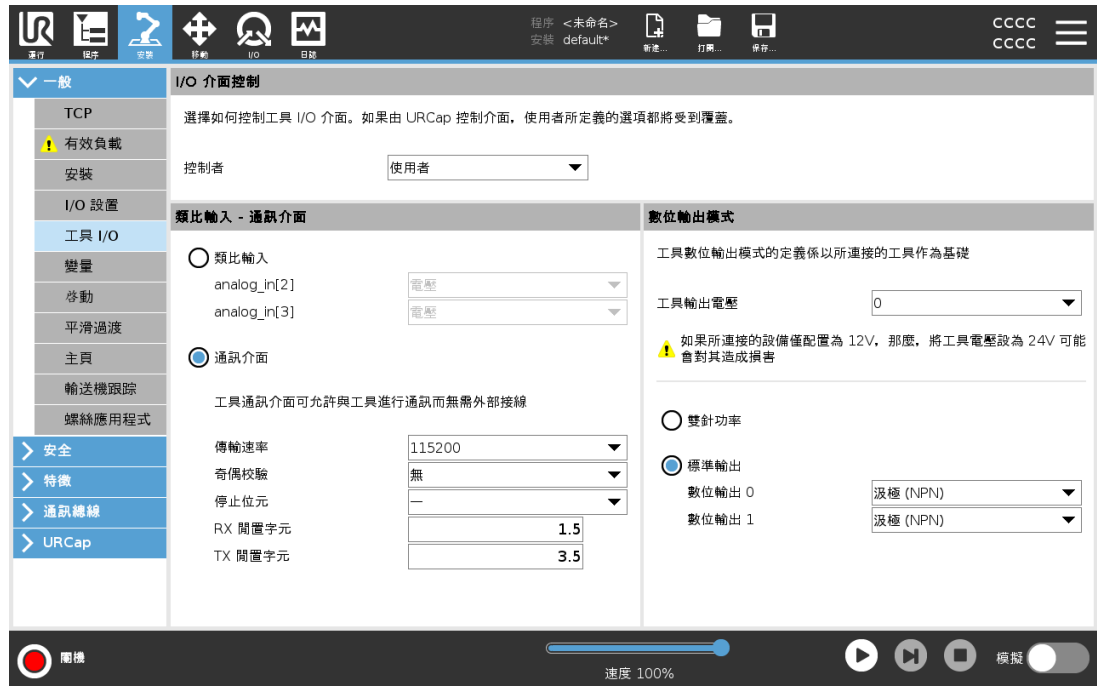 UR
運行
程序
安裝
移動
I/O
日誌
程序 <未命名>
安裝 default*
新建...
打開...
保存...
CCCC
CCCC
一般
TCP
有效負載
安裝
I/O 設置
工具 I/O
變量
啓動
平滑過渡
主頁
輸送機跟踪
螺絲應用程式
安全
特徵
通訊總線
URCap
I/O 介面控制
選擇如何控制工具 I/O 介面。如果由 URCap 控制介面，使用者所定義的選項都將受到覆蓋。
控制者 使用者
類比輸入 - 通訊介面
類比輸入
analog_in[2] 電壓
analog_in[3] 電壓
通訊介面
工具通訊介面可允許與工具進行通訊而無需外部接線
傳輸速率 115200
奇偶校驗 無
停止位元 一
RX 閒置字元 1.5
TX 閒置字元 3.5
數位輸出模式
工具數位輸出模式的定義係以所連接的工具作為基礎
工具輸出電壓 0
如果所連接的設備僅配置為 12V，那麼，將工具電壓設為 24V 可能
會對其造成損害
雙針功率
標準輸出
數位輸出 0 汲極 (NPN)
數位輸出 1 汲極 (NPN)
關機
速度 100%
模擬